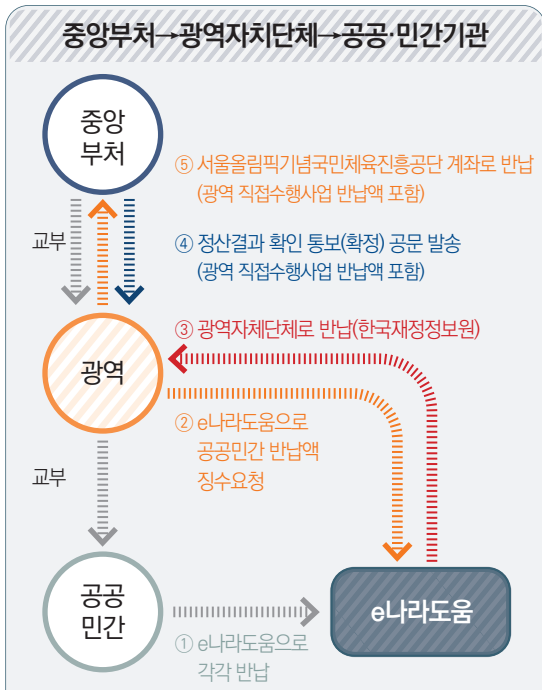 중앙부처→광역자치단체→공공·민간기관
중앙
부처
⑤ 서울올림픽기념국민체육진흥공단 계좌로 반납
(광역 직접수행사업 반납액 포함)
교부
④ 정산결과 확인 통보(확정) 공문 발송
(광역 직접수행사업 반납액 포함)
③ 광역자체단체로 반납(한국재정정보원)
광역
② e나라도움으로
공공민간 반납액
징수요청
교부
공공
민간
e나라도움
① e나라도움으로
각각 반납